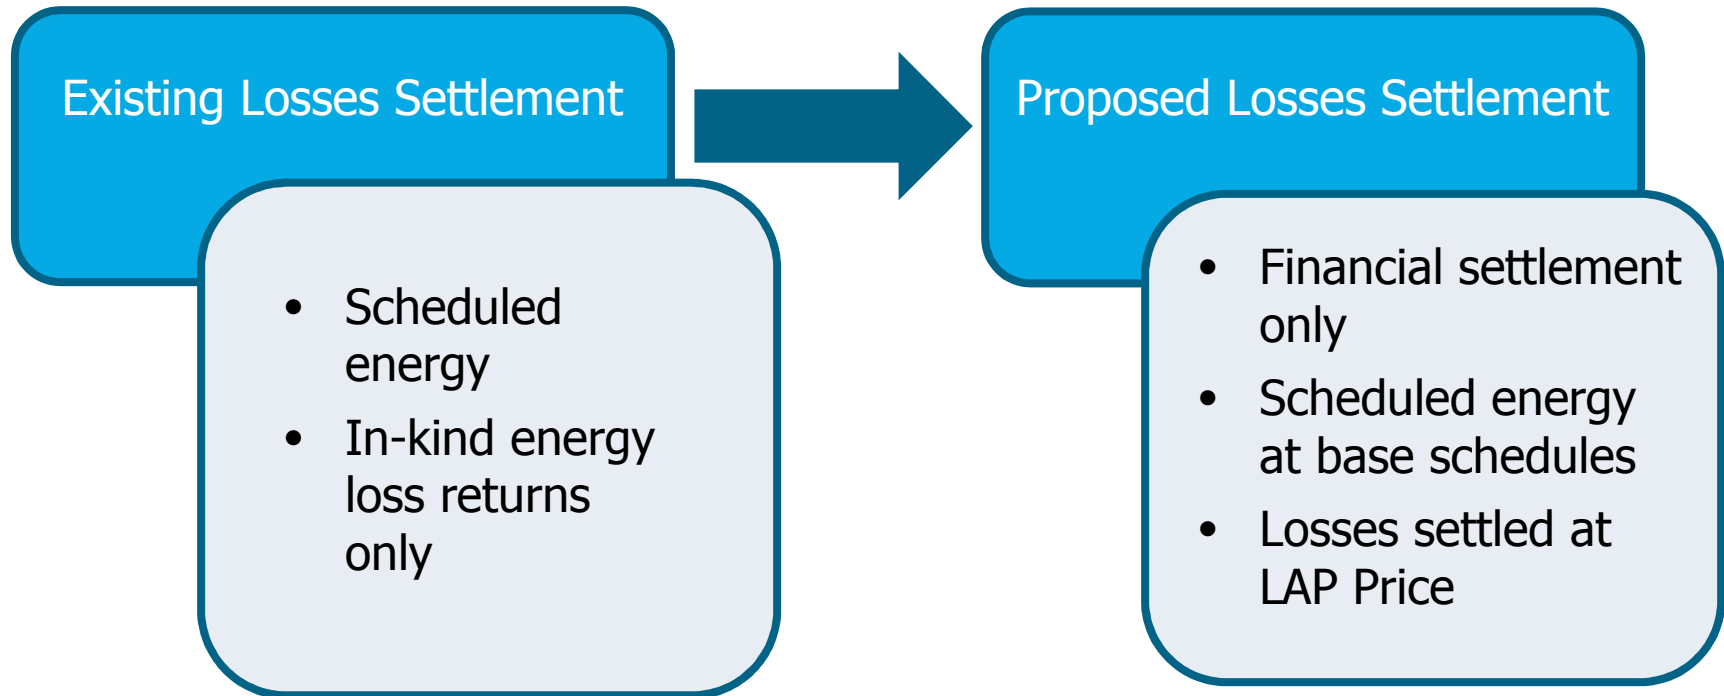 Existing Losses Settlement
• Scheduled
energy
• In-kind energy
loss returns
only
Proposed Losses Settlement
• Financial settlement
only
• Scheduled energy
at base schedules
• Losses settled at
LAP Price